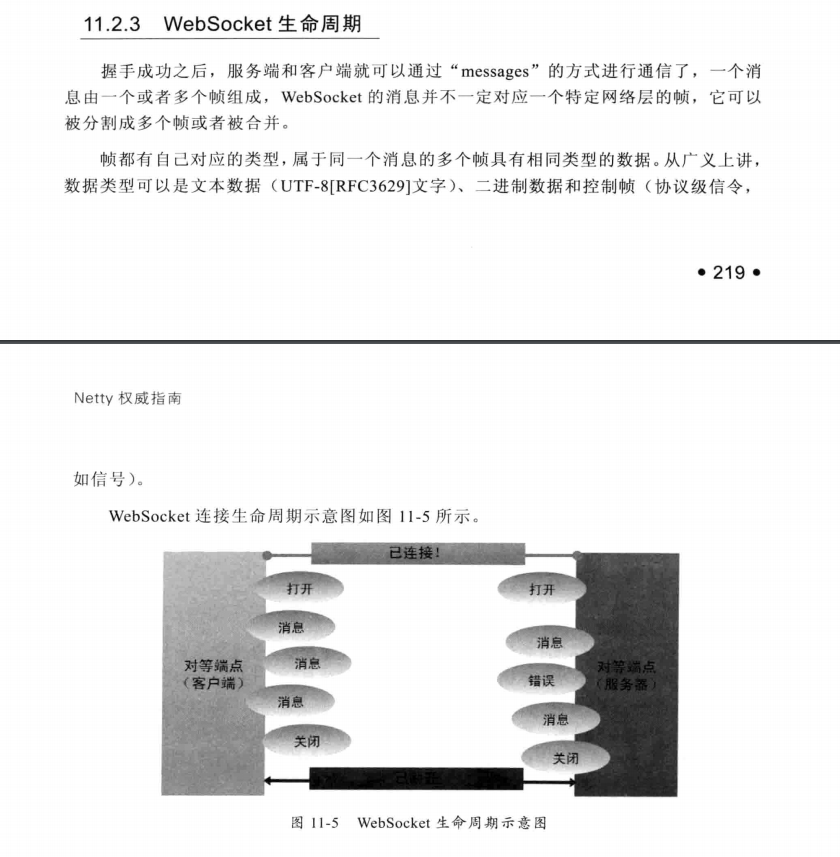 11.2.3 WebSocket 生命周期
握手成功之后，服务端和客户端就可以通过“messages”的方式进行通信了，一个消
息由一个或者多个帧组成，WebSocket 的消息并不一定对应一个特定网络层的帧，它可以
被分割成多个帧或者被合并。
帧都有自己对应的类型，属于同一个消息的多个帧具有相同类型的数据。从广义上讲，
数据类型可以是文本数据（UTF-8[RFC3629]文字）、二进制数据和控制帧（协议级信令，
• 219 •
Netty 权威指南
如信号）。
WebSocket 连接生命周期示意图如图 11-5 所示。
已连接！
打开
消息
消息
消息
关闭
对等端点
（客户端）
打开
消息
错误
消息
关闭
对等端点
（服务器）
图 11-5 WebSocket 生命周期示意图